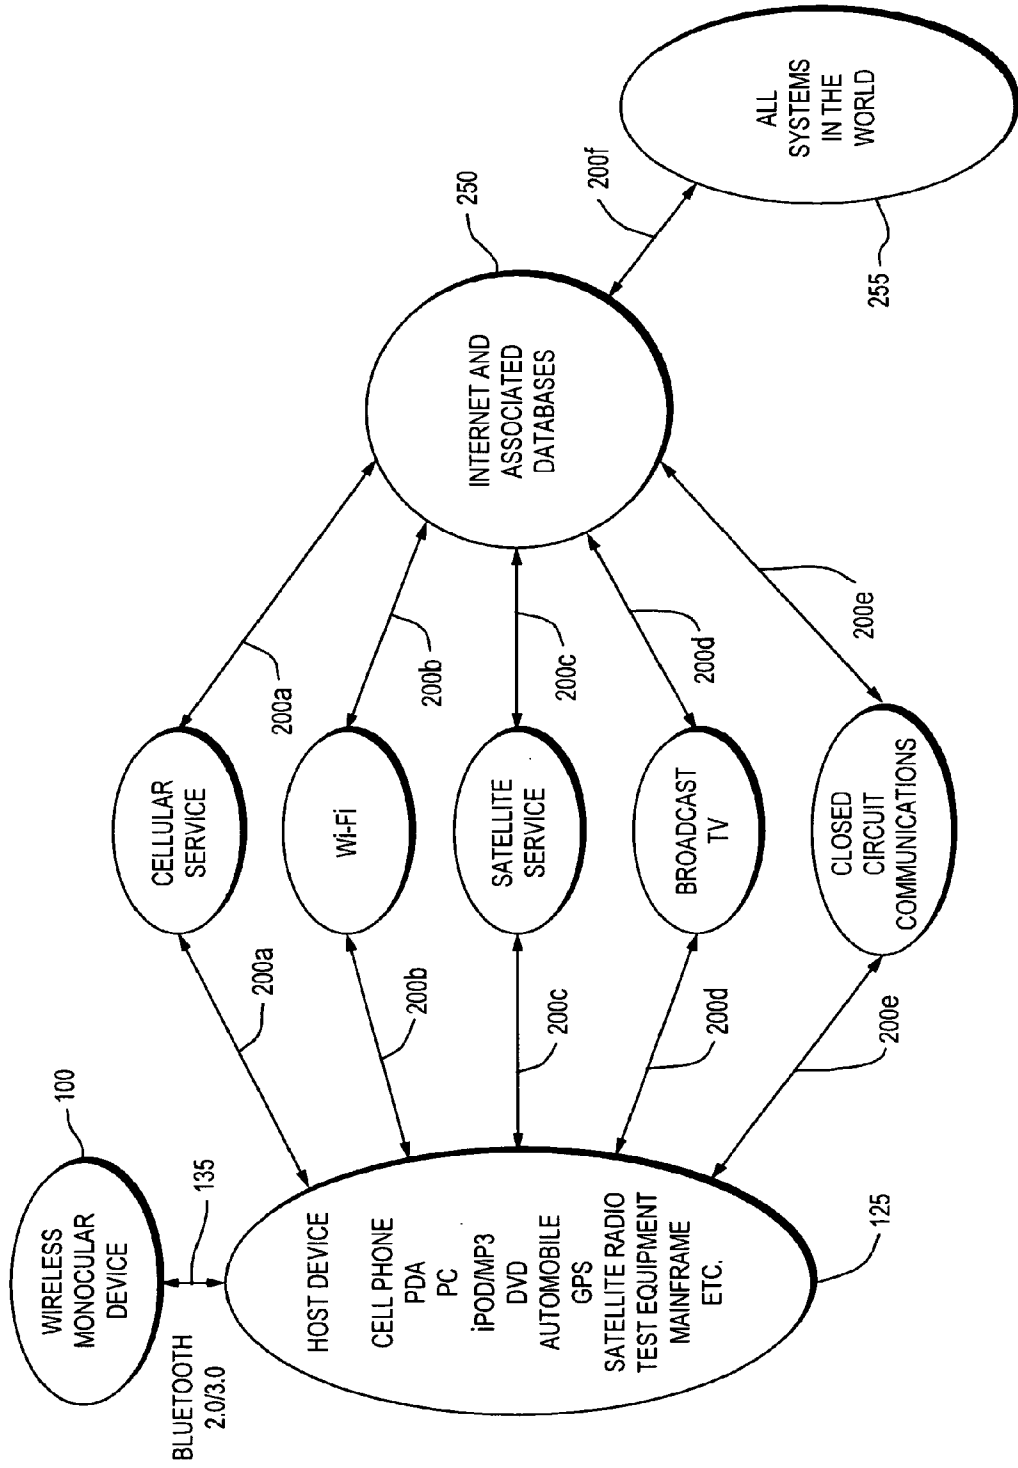 WIRELESS
MONOCULAR
DEVICE
100
BLUETOOTH
2.0/3.0
135
HOST DEVICE
CELL PHONE
PDA
PC
iPOD/MP3
DVD
AUTOMOBILE
GPS
SATELLITE RADIO
TEST EQUIPMENT
MAINFRAME
ETC.
125
200a
200b
200c
200d
200e
CELLULAR
SERVICE
Wi-Fi
SATELLITE
SERVICE
BROADCAST
TV
CLOSED
CIRCUIT
COMMUNICATIONS
200a
200b
200c
200d
200e
INTERNET AND
ASSOCIATED
DATABASES
250
200f
ALL
SYSTEMS
IN THE
WORLD
255